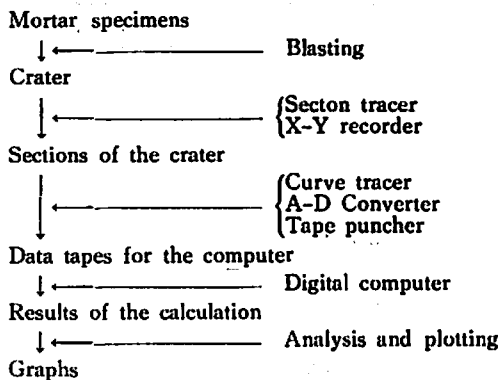 Mortar specimens
Blasting
Crater
Secton tracer
X-Y recorder
Sections of the crater
Curve tracer
A-D Converter
Tape puncher
Data tapes for the computer
Digital computer
Results of the calculation
Analysis and plotting
Graphs